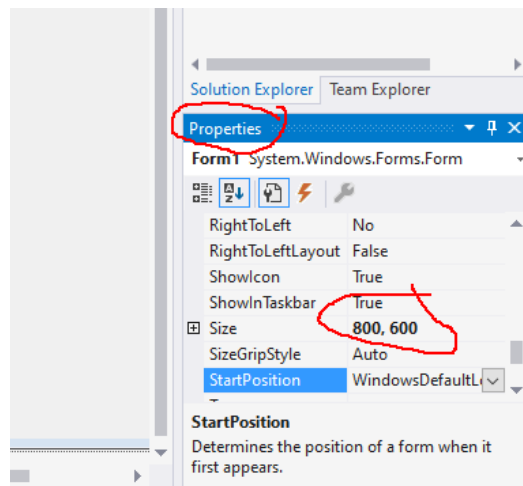 Solution Explorer Team Explorer
Properties
Form1 System.Windows.Forms.Form
RightToLeft No
RightToLeftLayout False
ShowIcon True
ShowInTaskbar True
Size 800, 600
SizeGripStyle Auto
StartPosition
StartPosition
Determines the position of a form when it
first appears.